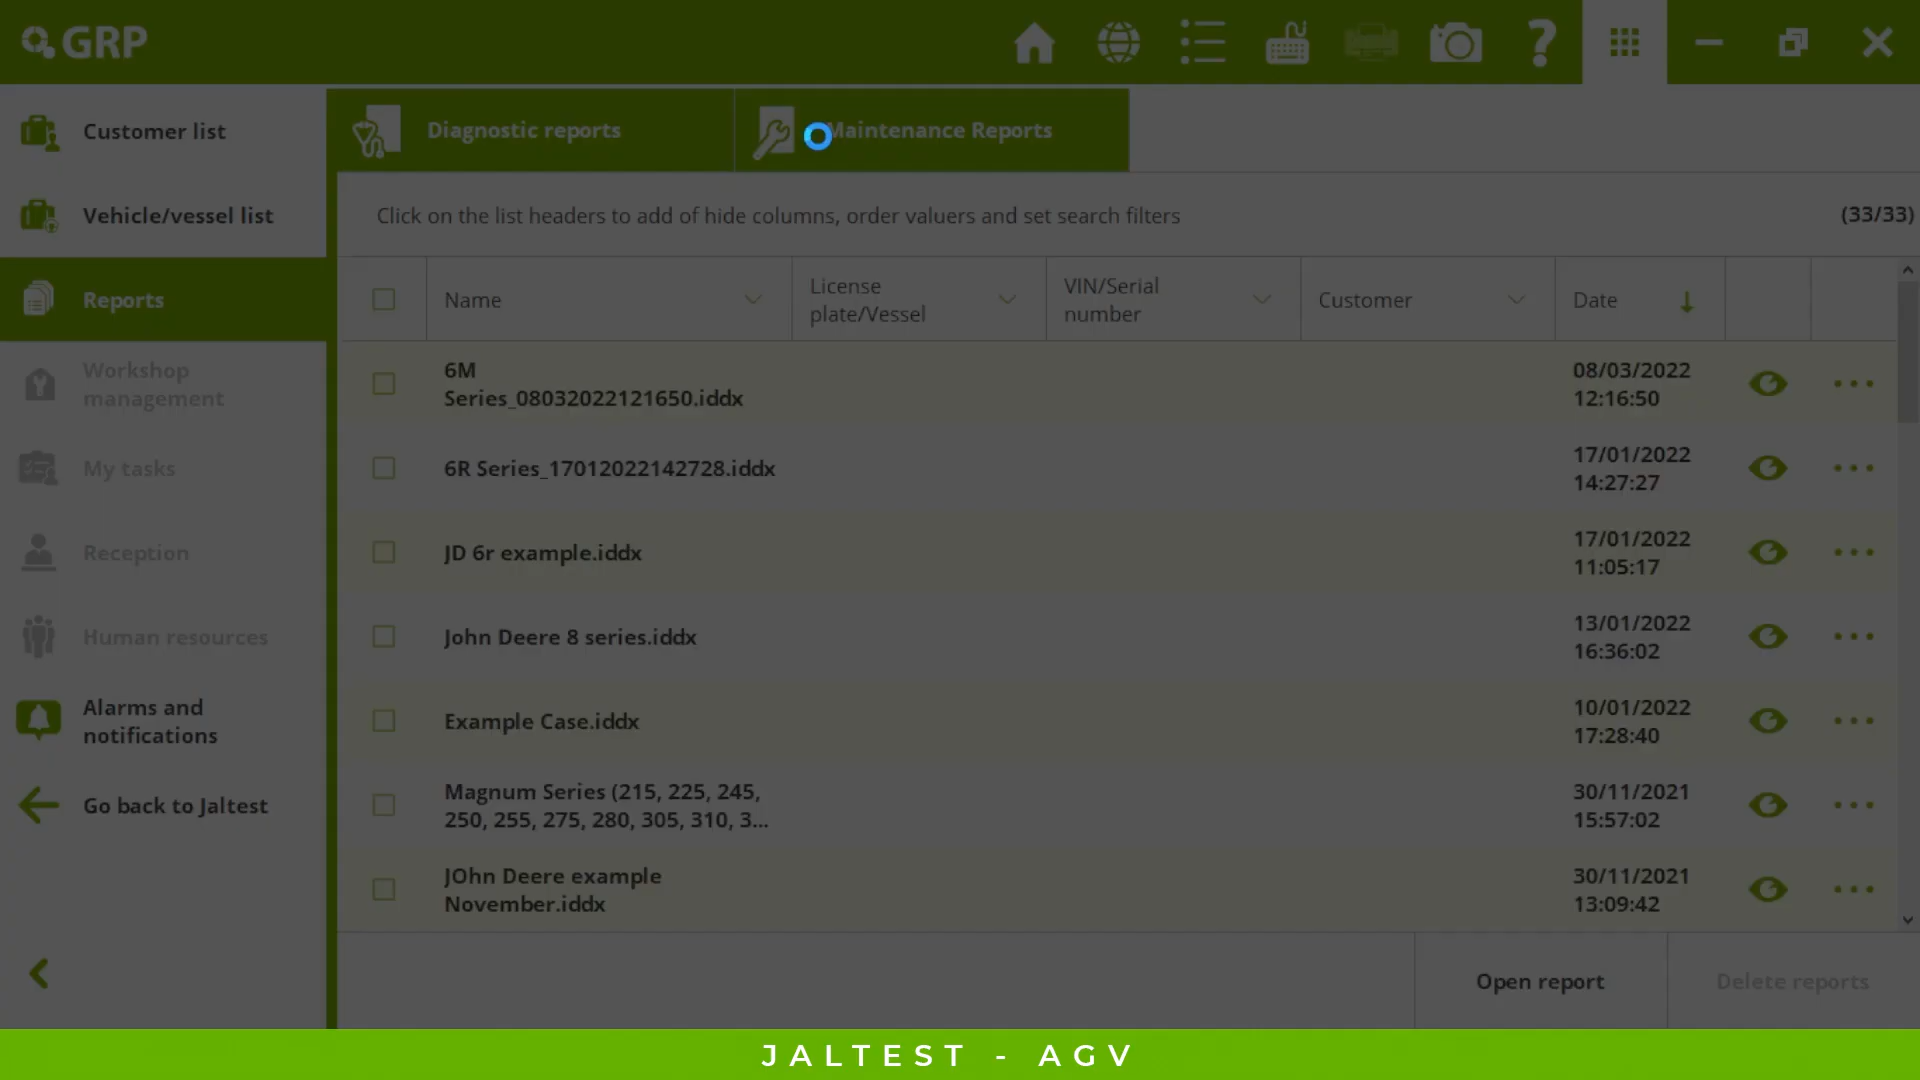 GRP
Customer list
Vehicle/vessel list
Reports
Workshop
management
My tasks
Reception
Human resources
Alarms and
notifications
Go back to Jaltest
Diagnostic reports
Maintenance Reports
Click on the list headers to add of hide columns, order valuers and set search filters
(33/33)
Name
License
plate/Vessel
VIN/Serial
number
Customer
Date
6M
Series_08032022121650.iddx
08/03/2022
12:16:50
6R Series_17012022142728.iddx
17/01/2022
14:27:27
JD 6r example.iddx
17/01/2022
11:05:17
John Deere 8 series.iddx
13/01/2022
16:36:02
Example Case.iddx
10/01/2022
17:28:40
Magnum Series (215, 225, 245,
250, 255, 275, 280, 305, 310, 3...
30/11/2021
15:57:02
JOhn Deere example
November.iddx
30/11/2021
13:09:42
Open report
Delete reports
JALTEST - AGV